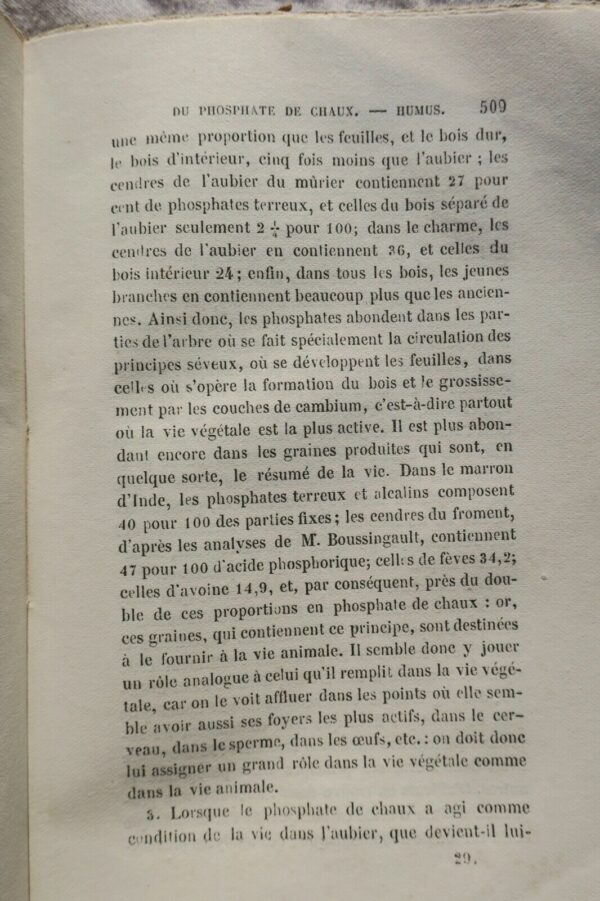 DU PHOSPHATE DE CHAUX. — HUMUS. 509
une même proportion que les feuilles, et le bois dur,
le bois d'intérieur, cinq fois moins que l'aubier ; les
cendres de l'aubier du mûrier contiennent 27 pour
cent de phosphates terreux, et celles du bois séparé de
l'aubier seulement 2 ¼ pour 100; dans le charme, les
cendres de l'aubier en contiennent 36, et celles du
bois intérieur 24; enfin, dans tous les bois, les jeunes
branches en contiennent beaucoup plus que les ancien-
nes. Ainsi donc, les phosphates abondent dans les par-
ties de l'arbre où se fait spécialement la circulation des
principes séveux, où se développent les feuilles, dans
celles où s'opère la formation du bois et le grossisse-
ment par les couches de cambium, c'est-à-dire partout
où la vie végétale est la plus active. Il est plus abon-
dant encore dans les graines produites qui sont, en
quelque sorte, le résumé de la vie. Dans le marron
d'Inde, les phosphates terreux et alcalins composent
40 pour 100 des parties fixes; les cendres du froment,
d'après les analyses de Mr. Boussingault, contiennent
47 pour 100 d'acide phosphorique; celles de fèves 34,2;
celles d'avoine 14,9, et, par conséquent, près du dou-
ble de ces proportions en phosphate de chaux : or,
ces graines, qui contiennent ce principe, sont destinées
à le fournir à la vie animale. Il semble donc y jouer
un rôle analogue à celui qu'il remplit dans la vie végé-
tale, car on le voit affluer dans les points où elle sem-
ble avoir aussi ses foyers les plus actifs, dans le cer-
veau, dans le sperme, dans les œufs, etc. : on doit donc
lui assigner un grand rôle dans la vie végétale comme
dans la vie animale.
3. Lorsque le phosphate de chaux a agi comme
condition de la vie dans l'aubier, que devient-il lui-
29.